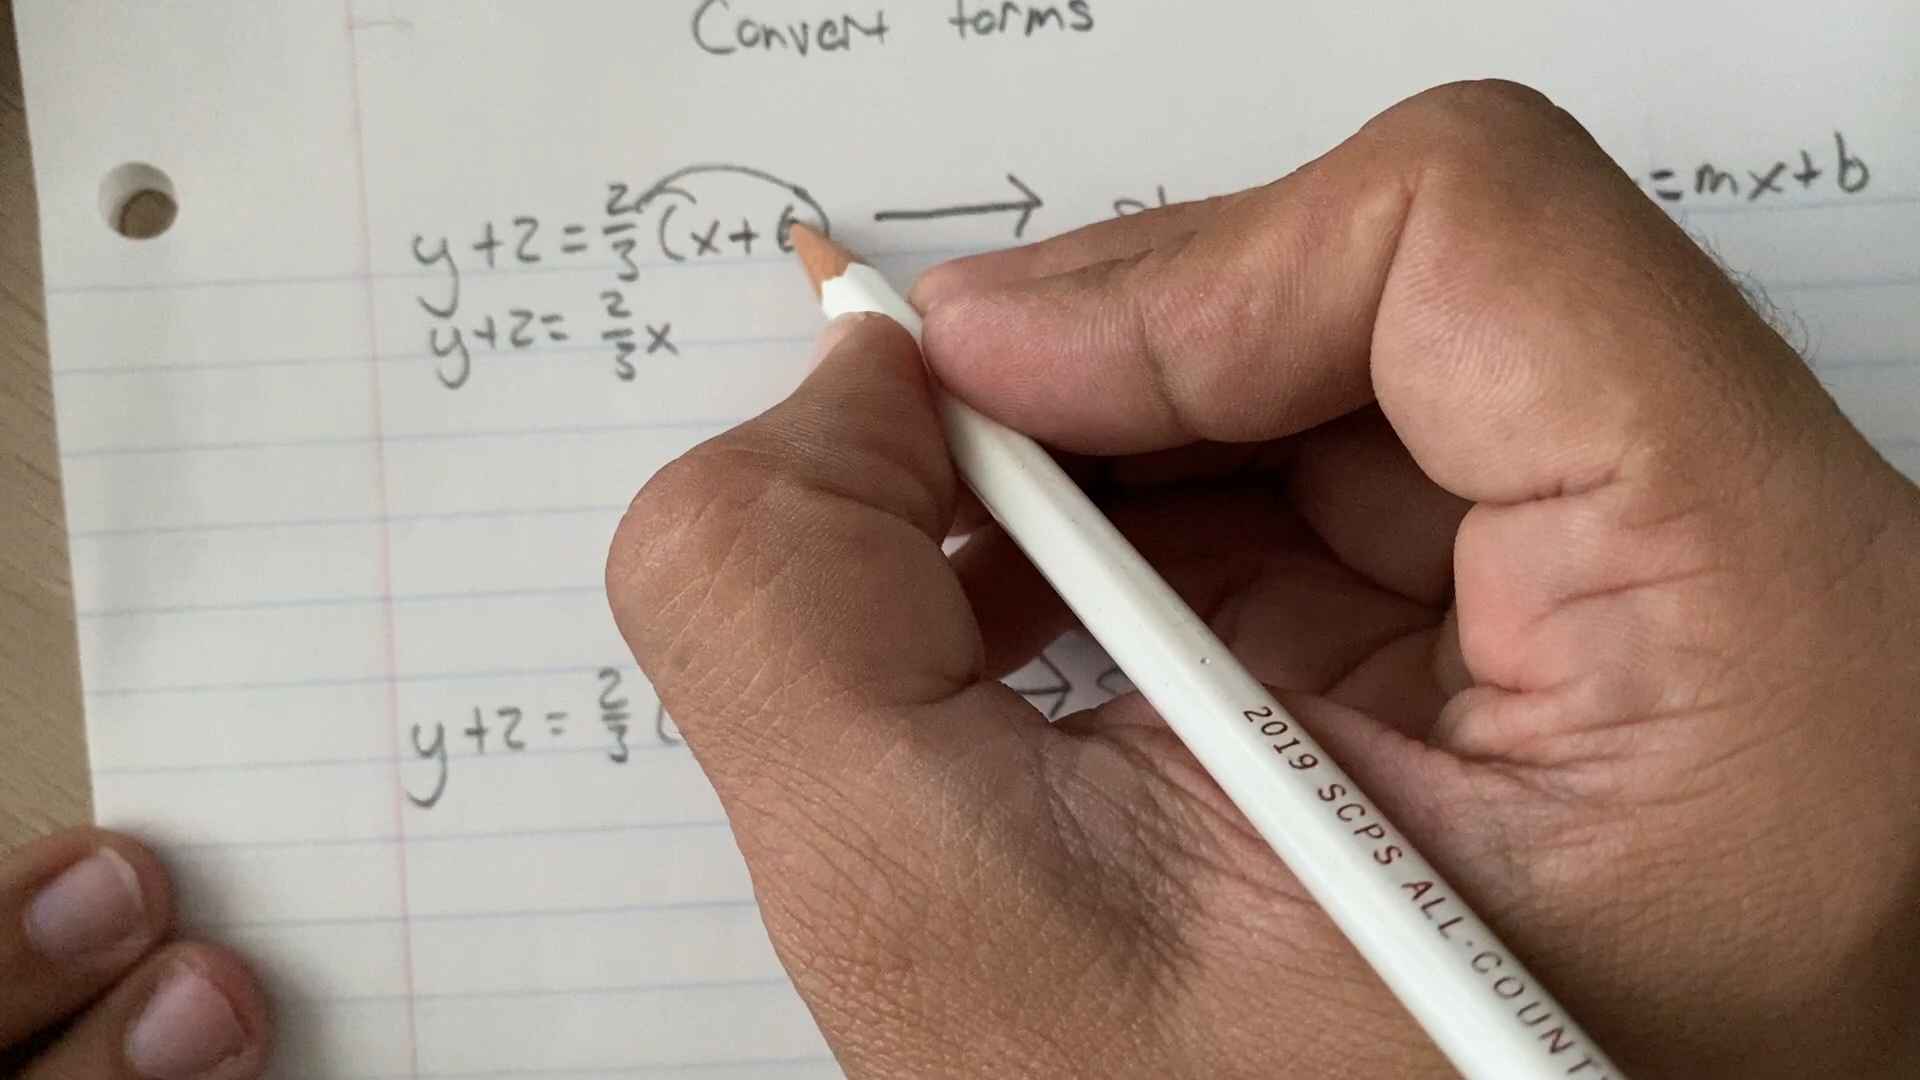 Convert forms
y+2=2/3(x+6) → =mx+b
y+2=2/3x
y+2=2/3(
2019 SCPS ALL-COUNT